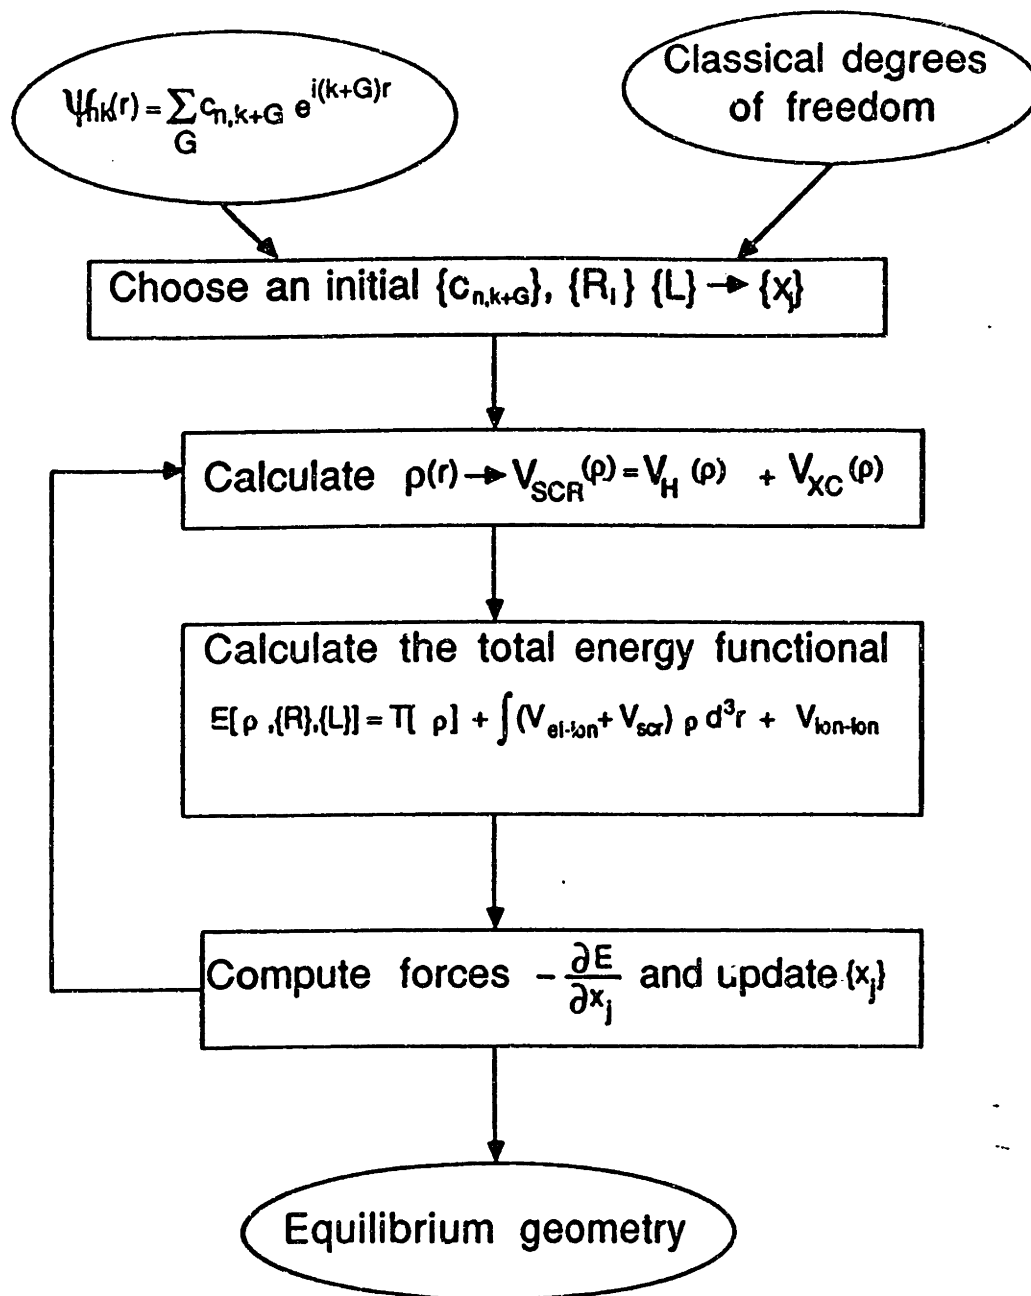 Ψnk(r) = ∑ cn,k+G e^i(k+G)r
G
Classical degrees
of freedom
Choose an initial {cn,k+G}, {RI} {L} → {xj}
Calculate ρ(r) → VSCR(ρ) = VH (ρ) + VXC (ρ)
Calculate the total energy functional
E[ρ ,{R},{L}] = T[ ρ] + ∫(Vel-ion + Vscr) ρ d³r + Vion-ion
Compute forces - ∂E/∂xj and update {xj}
Equilibrium geometry